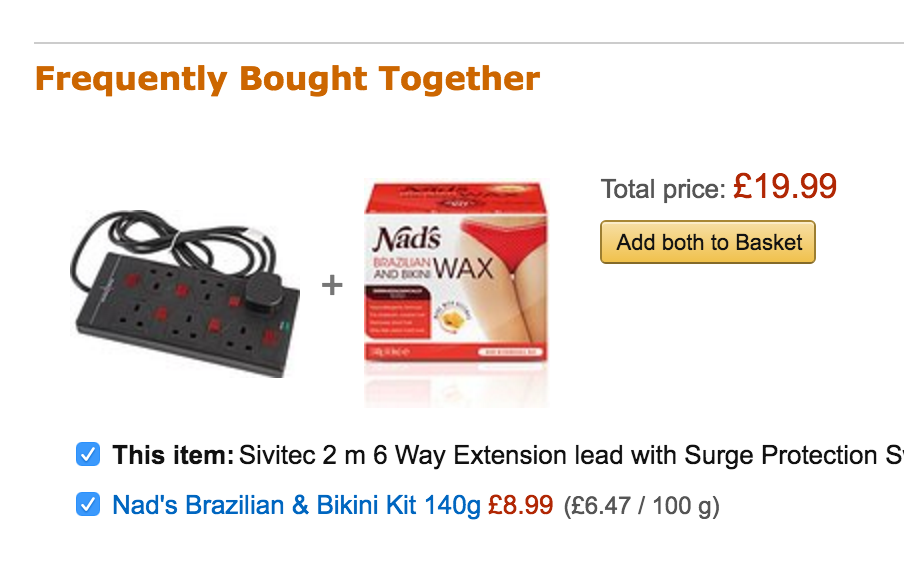 Frequently Bought Together
Total price: £19.99
Add both to Basket
+
Nad's
BRAZILIAN
AND BIKINI WAX
This item: Sivitec 2 m 6 Way Extension lead with Surge Protection S
Nad's Brazilian & Bikini Kit 140g £8.99 (£6.47 / 100 g)